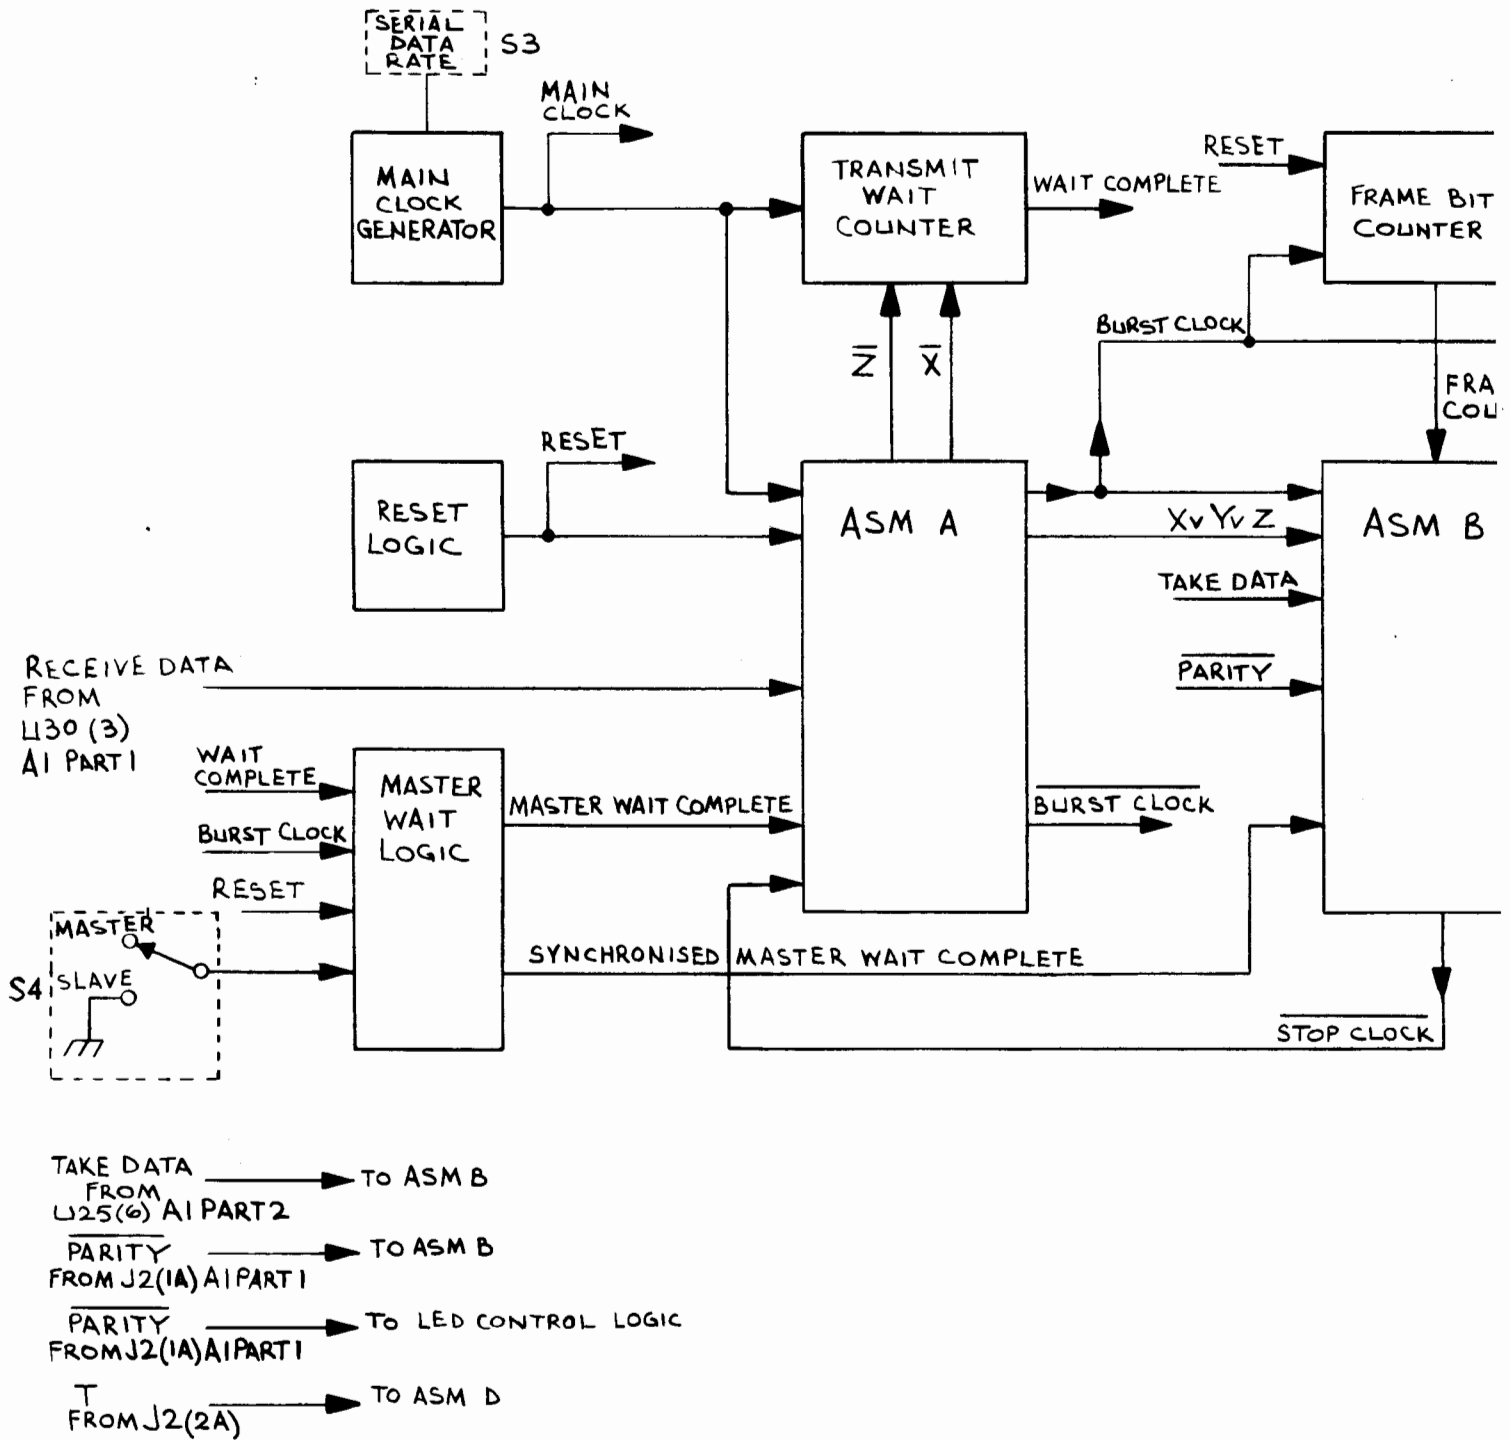 SERIAL
DATA
RATE
S3
MAIN
CLOCK
MAIN
CLOCK
GENERATOR
TRANSMIT
WAIT
COUNTER
WAIT COMPLETE
RESET
FRAME BIT
COUNTER
Z̅
X̅
BURST CLOCK
FRA
COU
RESET
RESET
LOGIC
ASM A
XvYvZ
ASM B
TAKE DATA
PARITY
RECEIVE DATA
FROM
U30 (3)
A1 PART 1
WAIT
COMPLETE
BURST CLOCK
RESET
MASTER
WAIT
LOGIC
MASTER WAIT COMPLETE
BURST CLOCK
MASTER
S4
SLAVE
SYNCHRONISED MASTER WAIT COMPLETE
STOP CLOCK
TAKE DATA
FROM
U25(6) A1 PART 2
TO ASM B
PARITY
FROM J2(1A) A1 PART 1
TO ASM B
PARITY
FROM J2(1A) A1 PART 1
TO LED CONTROL LOGIC
T
FROM J2(2A)
TO ASM D